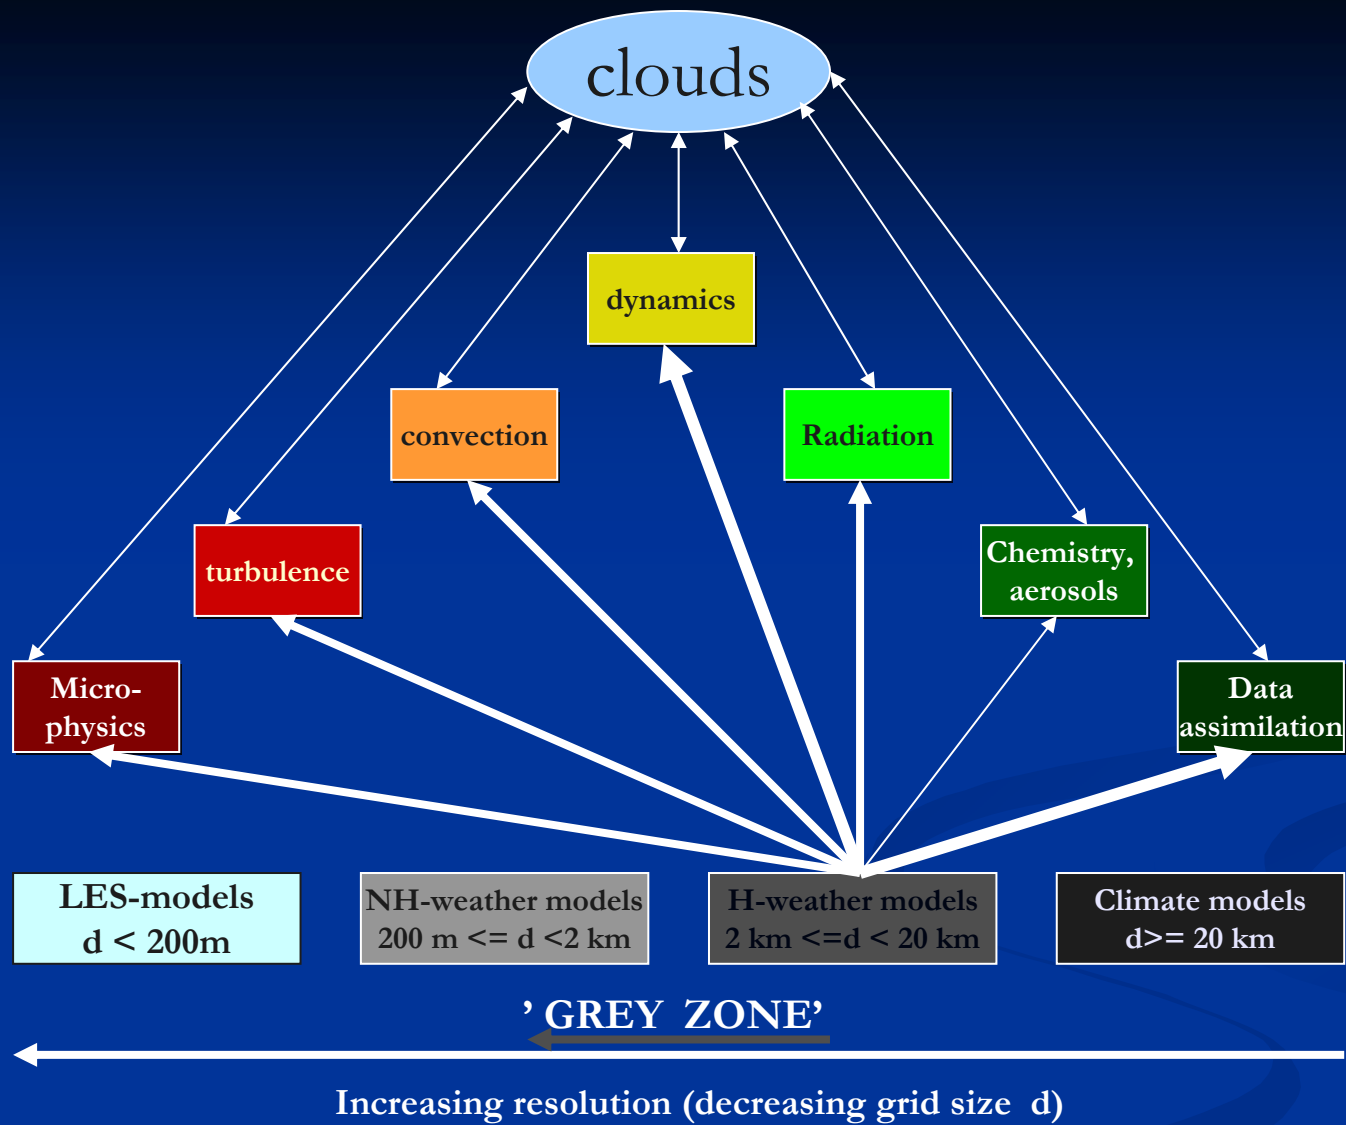 clouds
dynamics
convection
Radiation
turbulence
Chemistry,
aerosols
Micro-
physics
Data
assimilation
LES-models
d < 200m
NH-weather models
200 m <= d <2 km
H-weather models
2 km <=d < 20 km
Climate models
d>= 20 km
’ GREY ZONE’
Increasing resolution (decreasing grid size d)